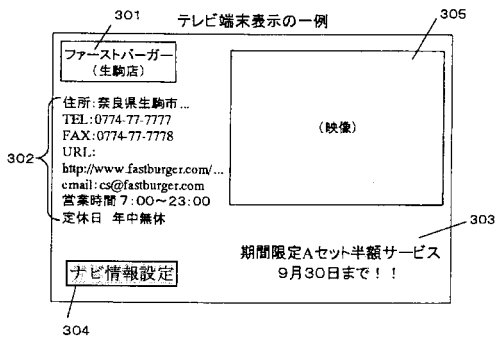 テレビ端末表示の一例
301
305
ファーストバーガー
(生駒店)
(映像)
302
住所:奈良県生駒市...
TEL:0774-77-7777
FAX:0774-77-7778
URL:
http://www.fastburger.com/...
email:cs@fastburger.com
営業時間 7:00～23:00
定休日 年中無休
303
期間限定Aセット半額サービス
9月30日まで!!
ナビ情報設定
304